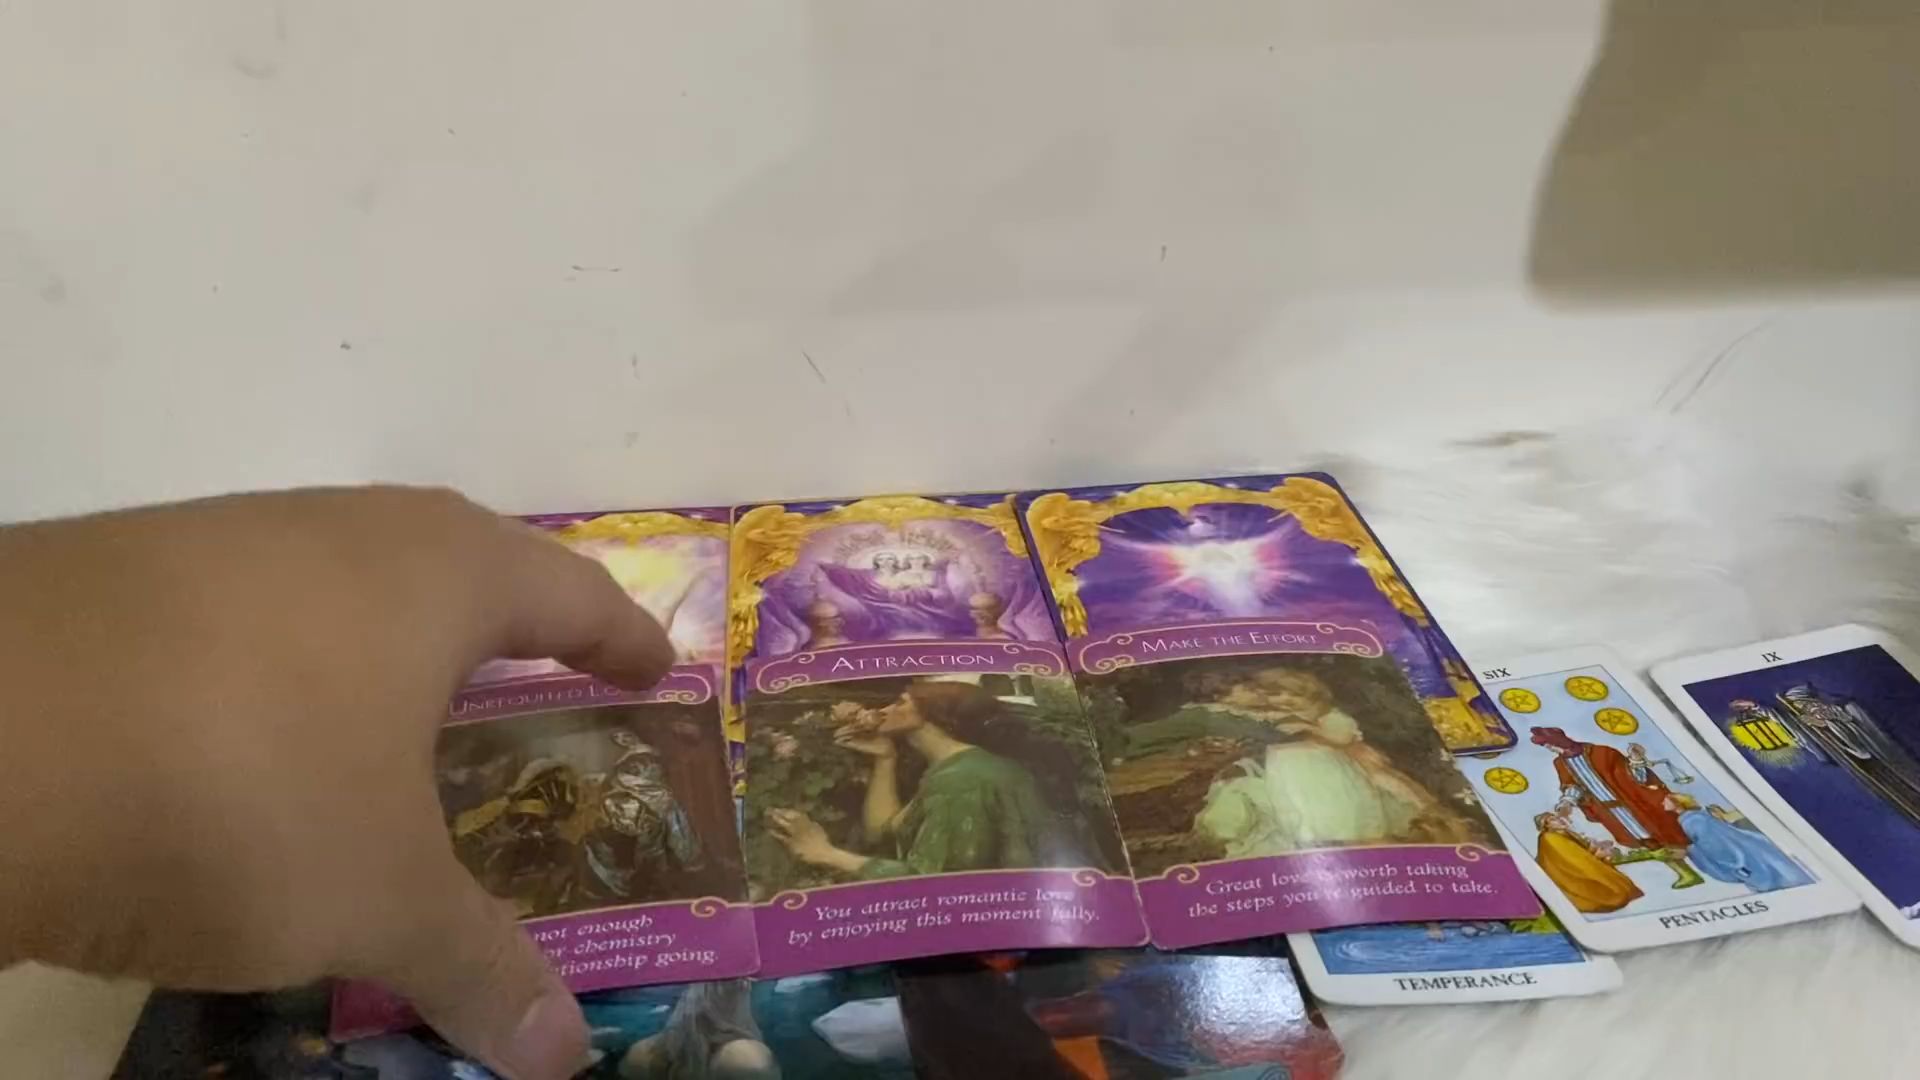 UNREQUITED LO
not enough
or chemistry
tionship going.
ATTRACTION
You attract romantic love
by enjoying this moment fully.
MAKE THE EFFORT
Great love is worth taking
the steps you're guided to take.
SIX
PENTACLES
IX
TEMPERANCE